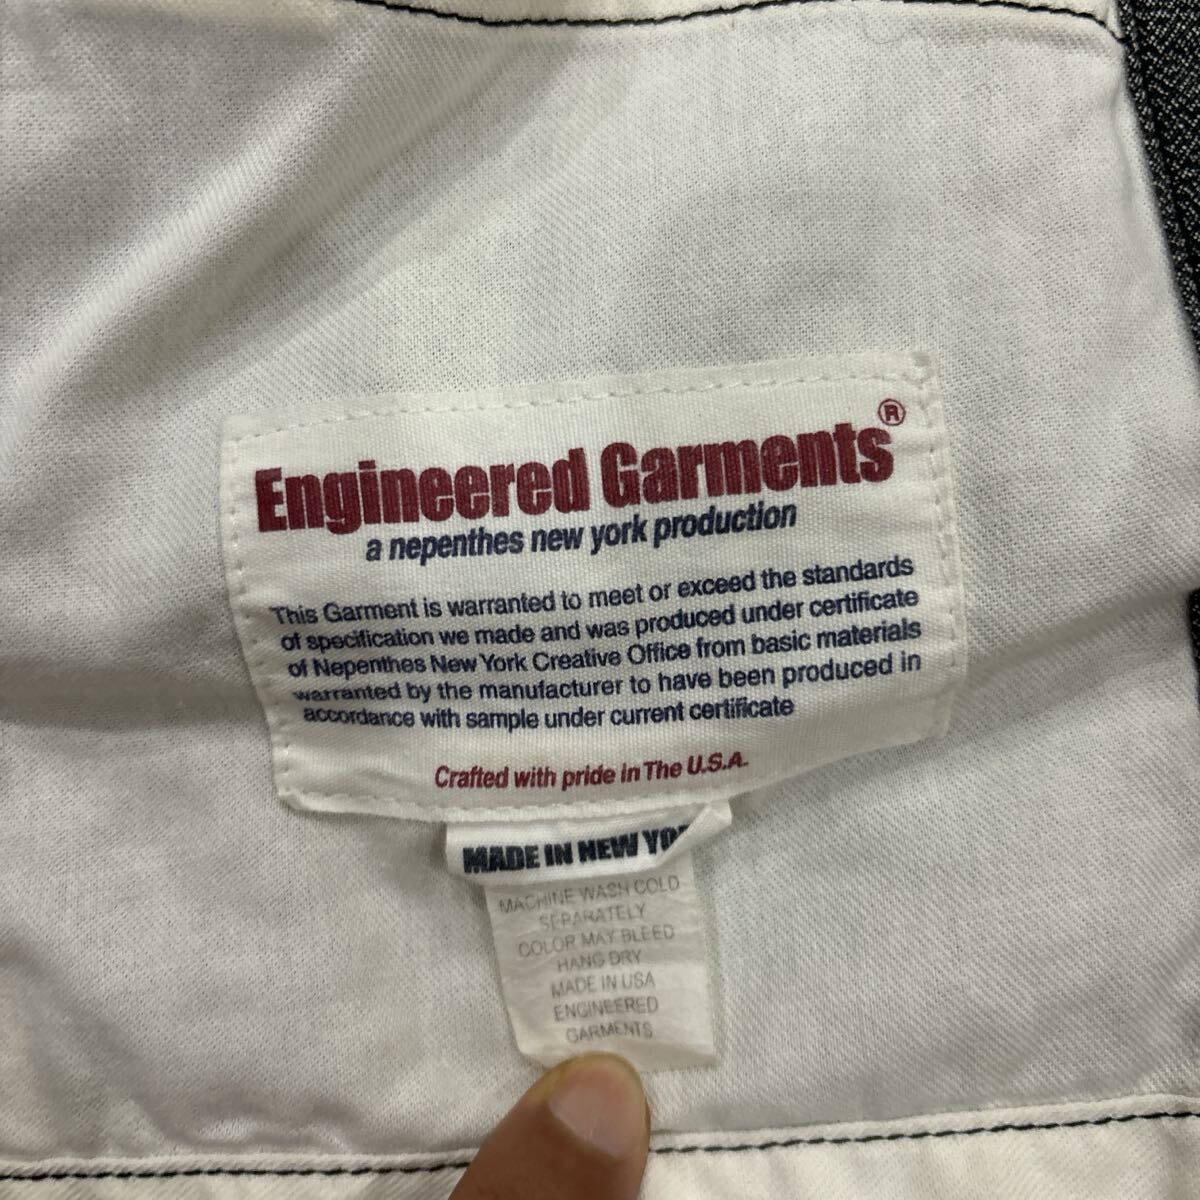 Engineered Garments®
a nepenthes new york production
This Garment is warranted to meet or exceed the standards
of specification we made and was produced under certificate
of Nepenthes New York Creative Office from basic materials
warranted by the manufacturer to have been produced in
accordance with sample under current certificate
Crafted with pride in The U.S.A.
MADE IN NEW YO
MACHINE WASH COLD
SEPARATELY
COLOR MAY BLEED
HANG DRY
MADE IN USA
ENGINEERED
GARMENTS